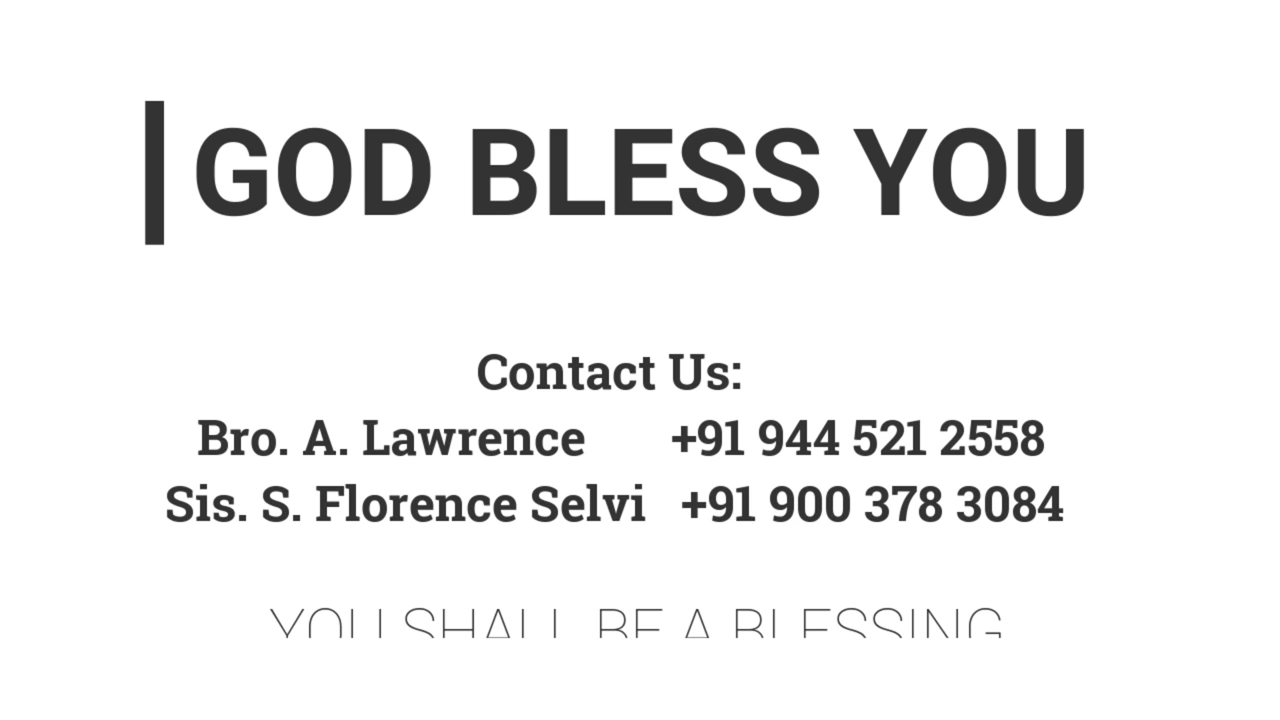 GOD BLESS YOU
Contact Us:
Bro. A. Lawrence +91 944 521 2558
Sis. S. Florence Selvi +91 900 378 3084
YOU SHALL BE A BLESSING